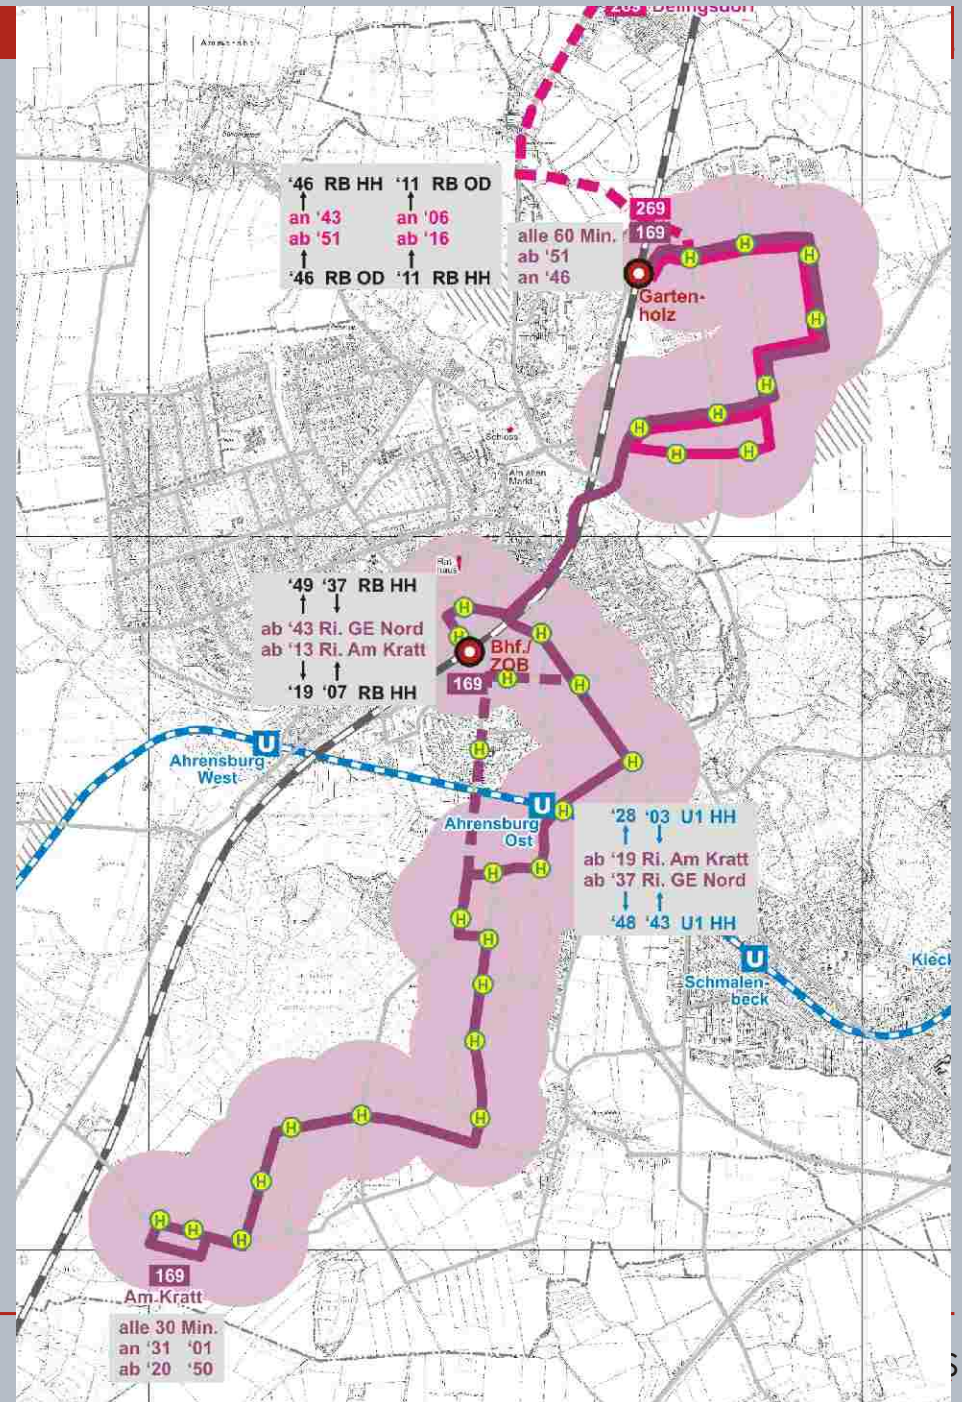 269 Delingsdorf
‘46 RB HH ‘11 RB OD
an ‘43 an ‘06
ab ‘51 ab ‘16
‘46 RB OD ‘11 RB HH
269
169
alle 60 Min.
ab ‘51
an ‘46
Garten-
holz
H
H
H
H
H
H
H
H
H
Schloss
Am alten
Markt
Rat-
haus
‘49 ‘37 RB HH
ab ‘43 Ri. GE Nord
ab ‘13 Ri. Am Kratt
‘19 ‘07 RB HH
H
H
H
Bhf./
ZOB
169
H
H
H
H
U
Ahrensburg
West
U
Ahrensburg
Ost
H
‘28 ‘03 U1 HH
ab ‘19 Ri. Am Kratt
ab ‘37 Ri. GE Nord
‘48 ‘43 U1 HH
H
H
H
H
H
H
U
Schmalen-
beck
Kieck
H
H
H
H
H
H
H
169
Am Kratt
alle 30 Min.
an ‘31 ‘01
ab ‘20 ‘50
s